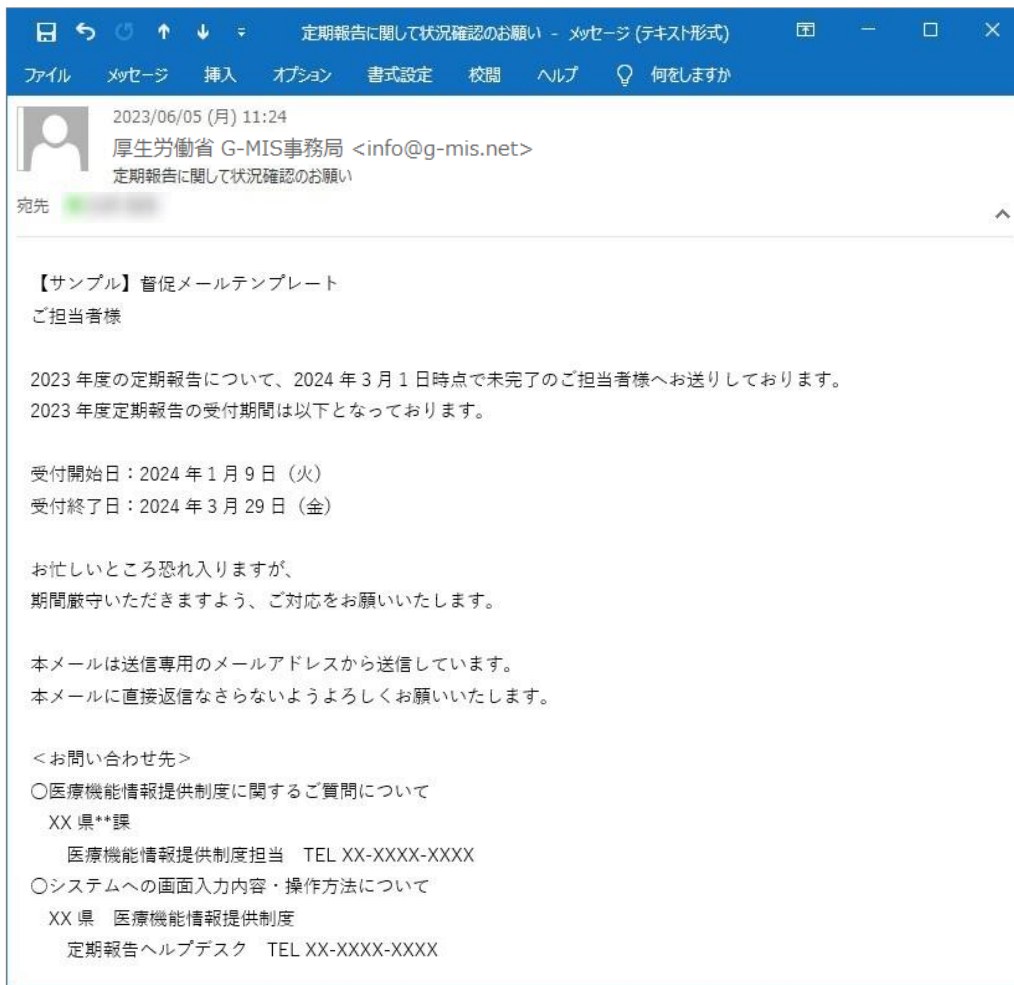 定期報告に関して状況確認のお願い - メッセージ (テキスト形式)
ファイル メッセージ 挿入 オプション 書式設定 校閲 ヘルプ 何をしますか
2023/06/05 (月) 11:24
厚生労働省 G-MIS事務局 <info@g-mis.net>
定期報告に関して状況確認のお願い
宛先
【サンプル】督促メールテンプレート
ご担当者様
2023 年度の定期報告について、2024 年 3 月 1 日時点で未完了のご担当者様へお送りしております。
2023 年度定期報告の受付期間は以下となっております。
受付開始日：2024 年 1 月 9 日（火）
受付終了日：2024 年 3 月 29 日（金）
お忙しいところ恐れ入りますが、
期間厳守いただきますよう、ご対応をお願いいたします。
本メールは送信専用のメールアドレスから送信しています。
本メールに直接返信なさらないようよろしくお願いいたします。
＜お問い合わせ先＞
○医療機能情報提供制度に関するご質問について
XX 県**課
医療機能情報提供制度担当 TEL XX-XXXX-XXXX
○システムへの画面入力内容・操作方法について
XX 県 医療機能情報提供制度
定期報告ヘルプデスク TEL XX-XXXX-XXXX